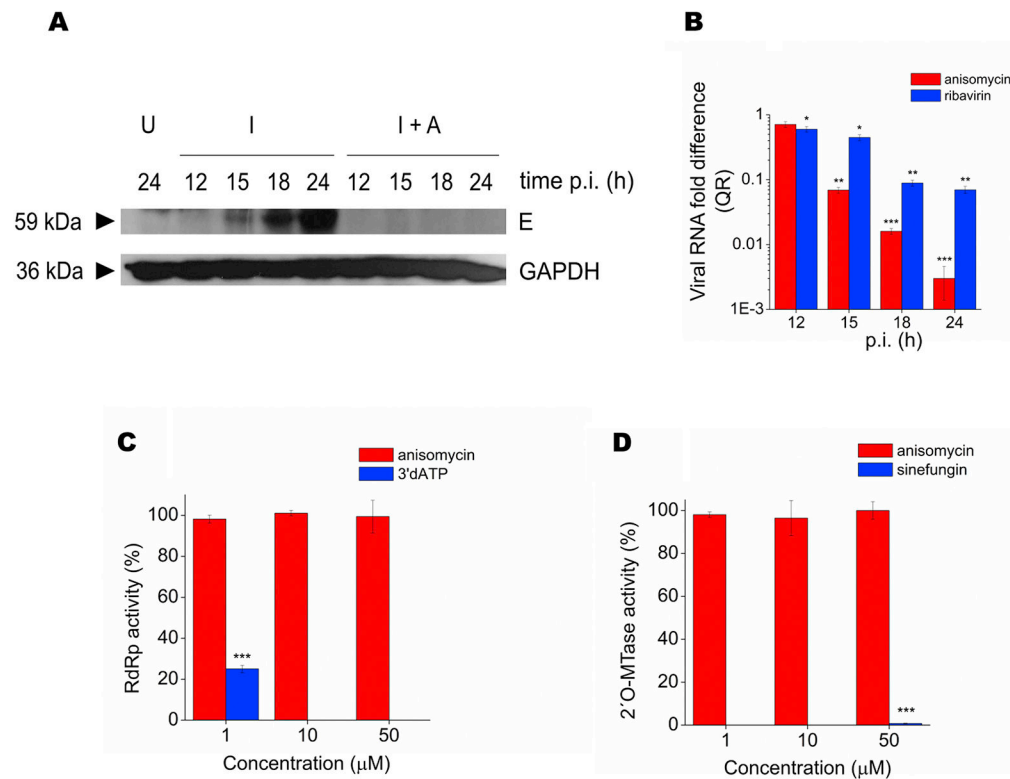 A
U I I + A
24 12 15 18 24 12 15 18 24 time p.i. (h)
59 kDa E
36 kDa GAPDH
B
anisomycin
ribavirin
Viral RNA fold difference
(QR)
1
0.1
0.01
1E-3
* * ** ** *** ** *** **
12 15 18 24
p.i. (h)
C
anisomycin
3'dATP
RdRp activity (%)
100
80
60
40
20
0
***
1 10 50
Concentration (μM)
D
anisomycin
sinefungin
2´O-MTase activity (%)
100
80
60
40
20
0
***
1 10 50
Concentration (μM)